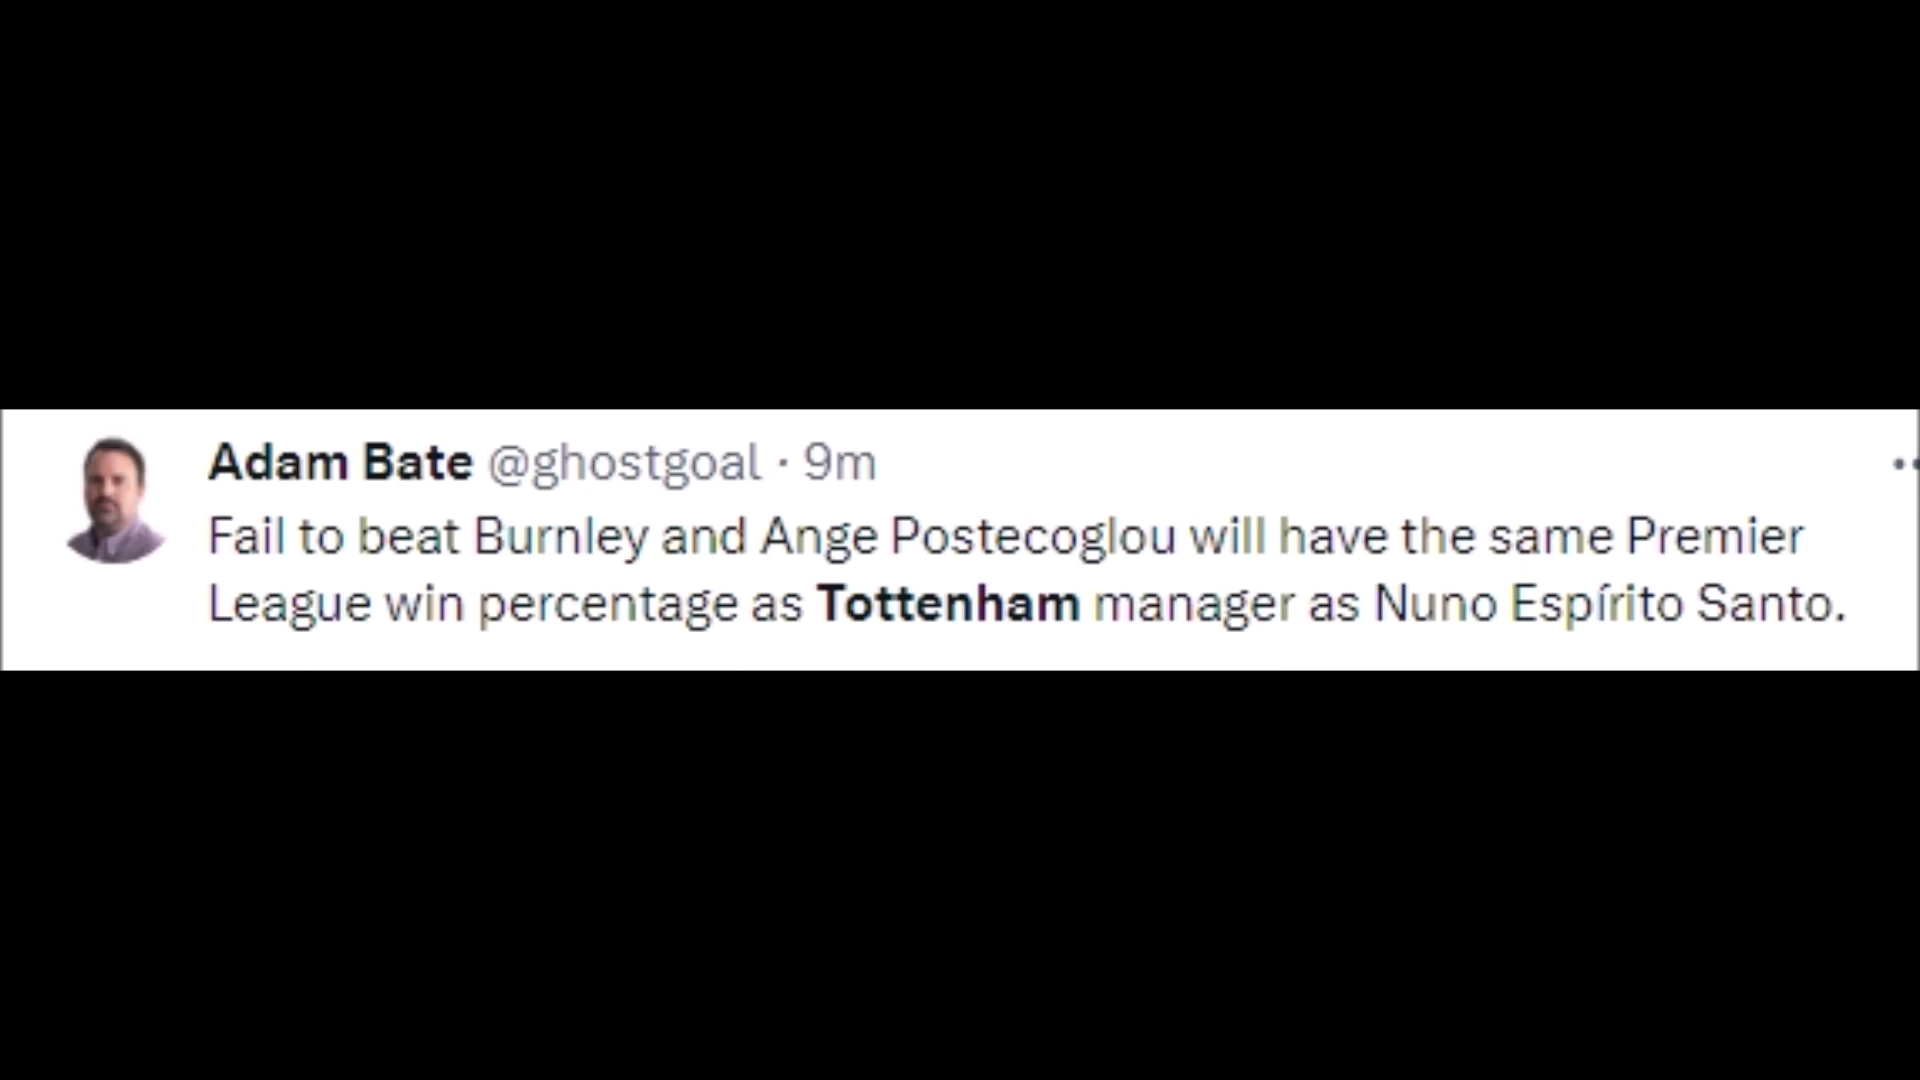 Adam Bate @ghostgoal · 9m
Fail to beat Burnley and Ange Postecoglou will have the same Premier
League win percentage as Tottenham manager as Nuno Espírito Santo.